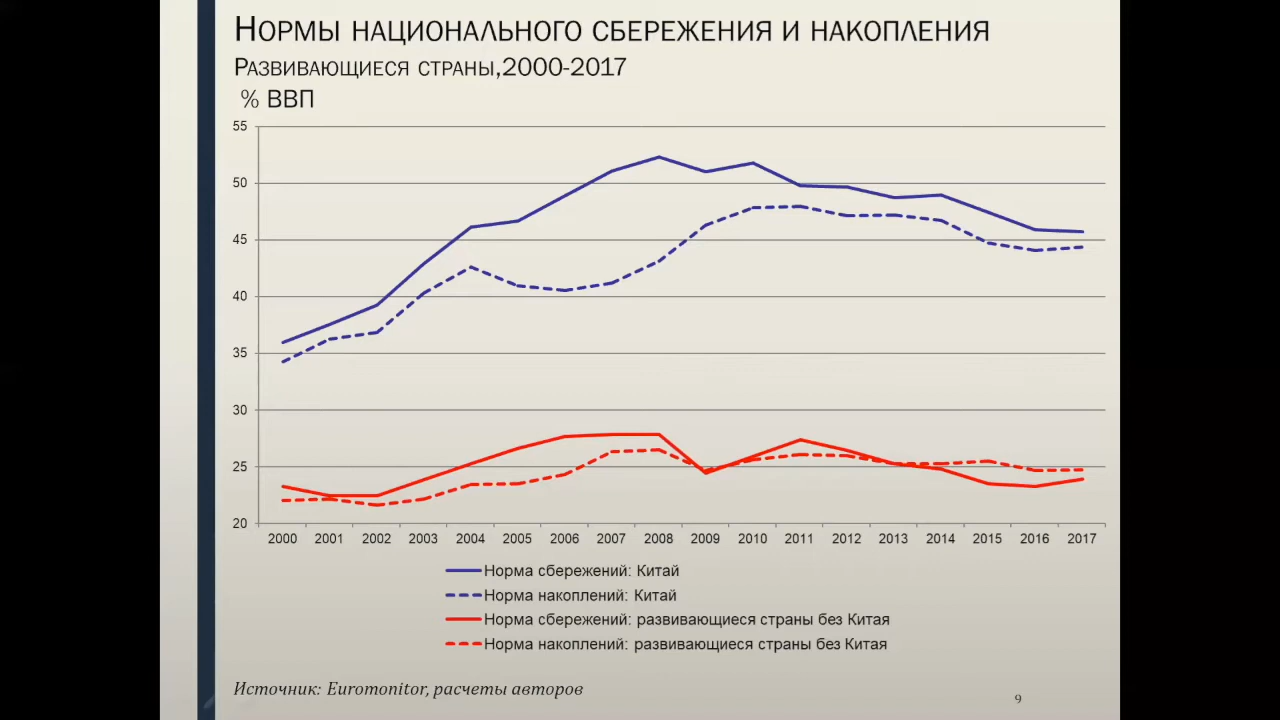 Нормы национального сбережения и накопления
Развивающиеся страны,2000-2017
% ВВП
55
50
45
40
35
30
25
20
2000 2001 2002 2003 2004 2005 2006 2007 2008 2009 2010 2011 2012 2013 2014 2015 2016 2017
Норма сбережений: Китай
Норма накоплений: Китай
Норма сбережений: развивающиеся страны без Китая
Норма накоплений: развивающиеся страны без Китая
Источник: Euromonitor, расчеты авторов
9